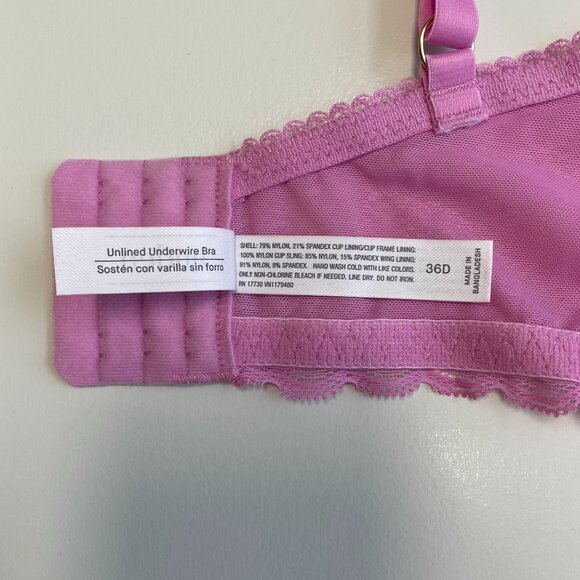 Unlined Underwire Bra
Sostén con varilla sin forro
SHELL: 79% NYLON, 21% SPANDEX CUP LINING/CUP FRAME LINING:
100% NYLON CUP SLING: 85% NYLON, 15% SPANDEX WING LINING:
91% NYLON, 9% SPANDEX. HAND WASH COLD WITH LIKE COLORS.
ONLY NON-CHLORINE BLEACH IF NEEDED. LINE DRY. DO NOT IRON.
RN 17730 VN1179460
36D
MADE IN
BANGLADESH